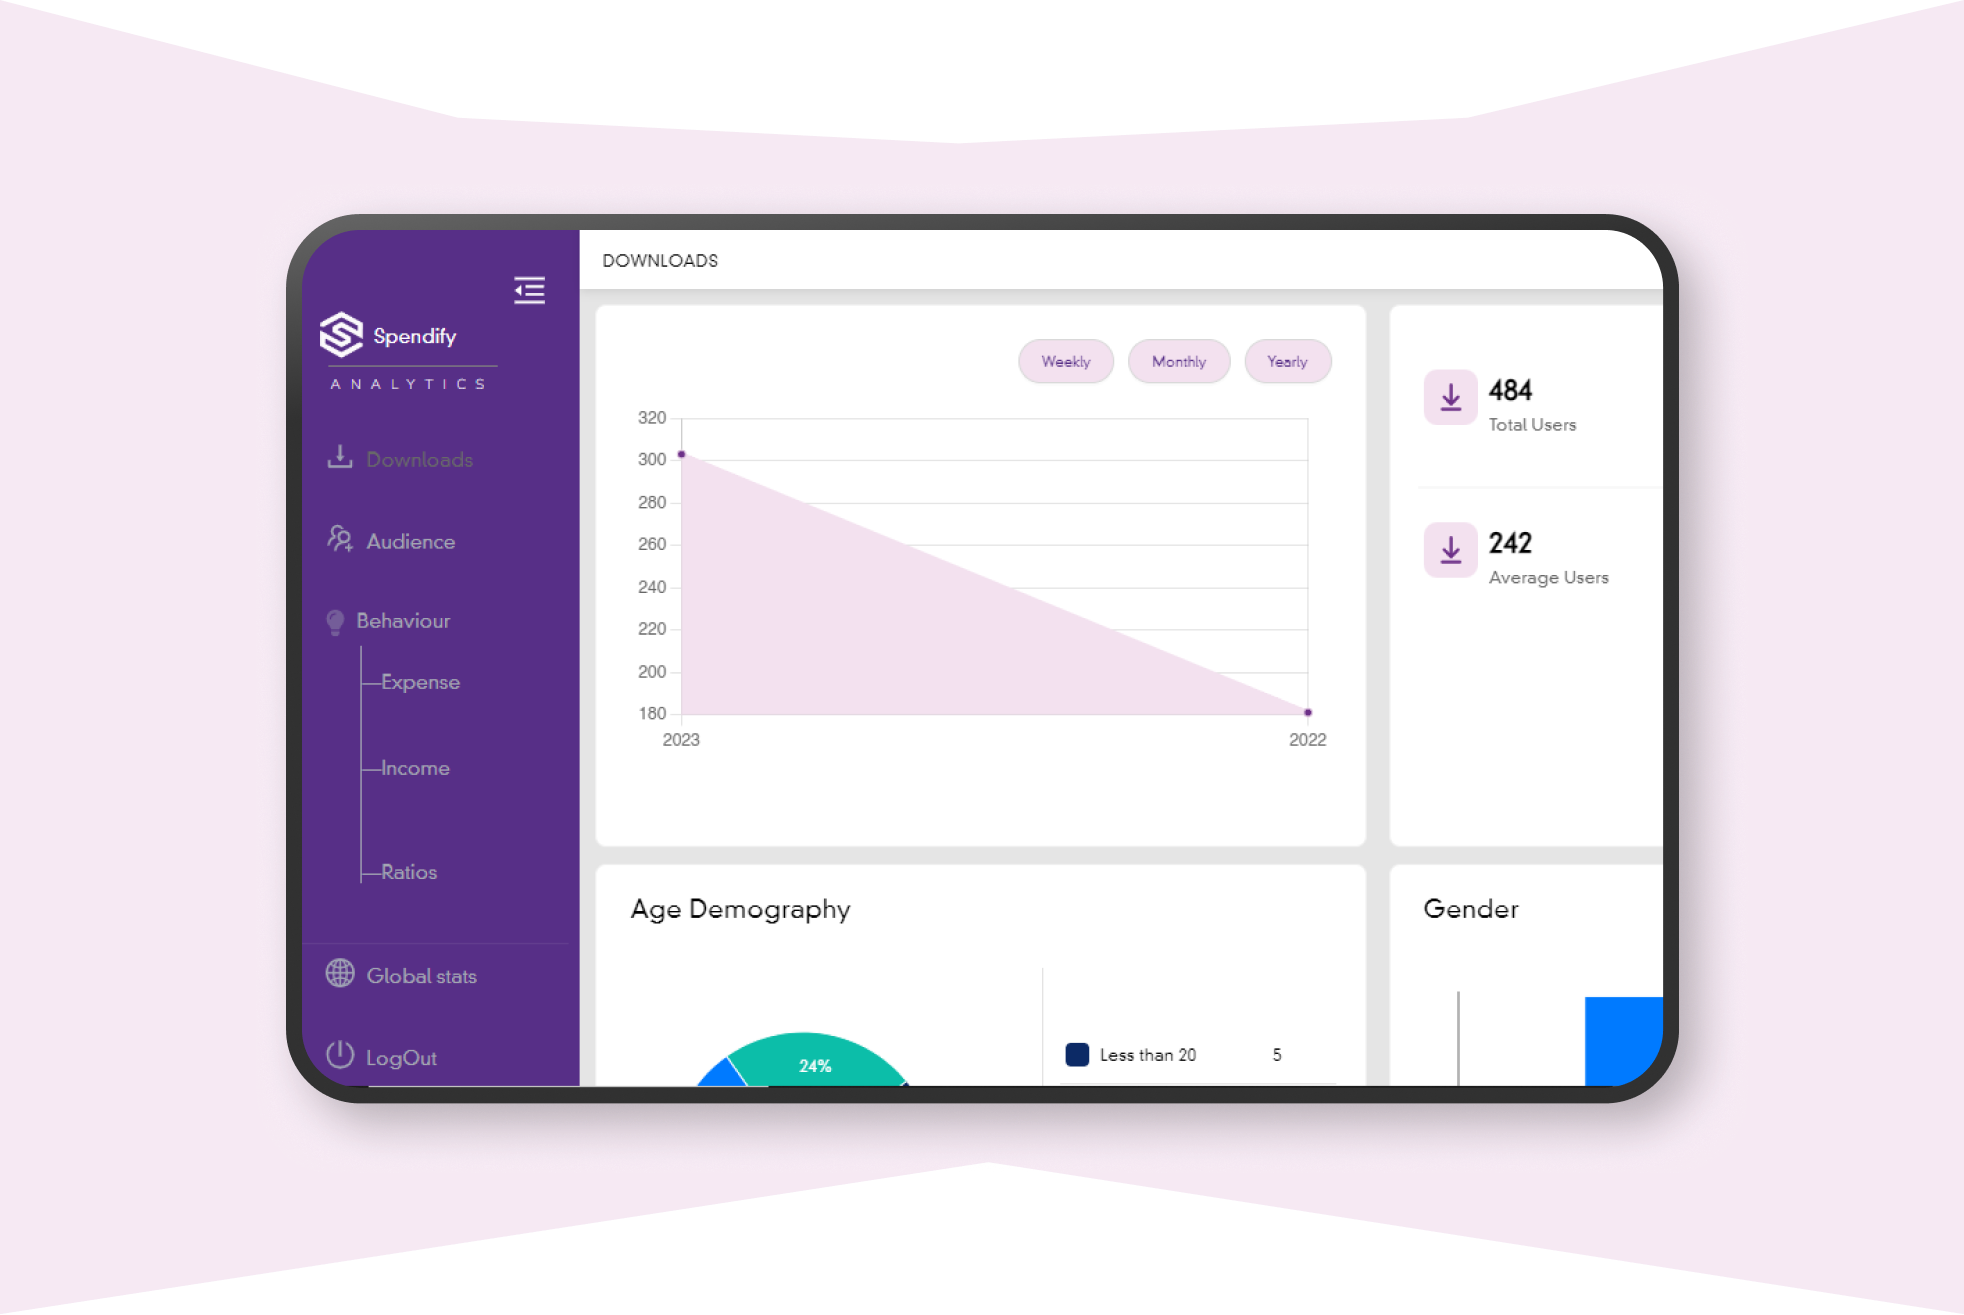 DOWNLOADS
Spendify
ANALYTICS
Downloads
Audience
Behaviour
Expense
Income
Ratios
Global stats
LogOut
Weekly Monthly Yearly
320
300
280
260
240
220
200
180
2023 2022
484
Total Users
242
Average Users
Age Demography
24%
Less than 20 5
Gender